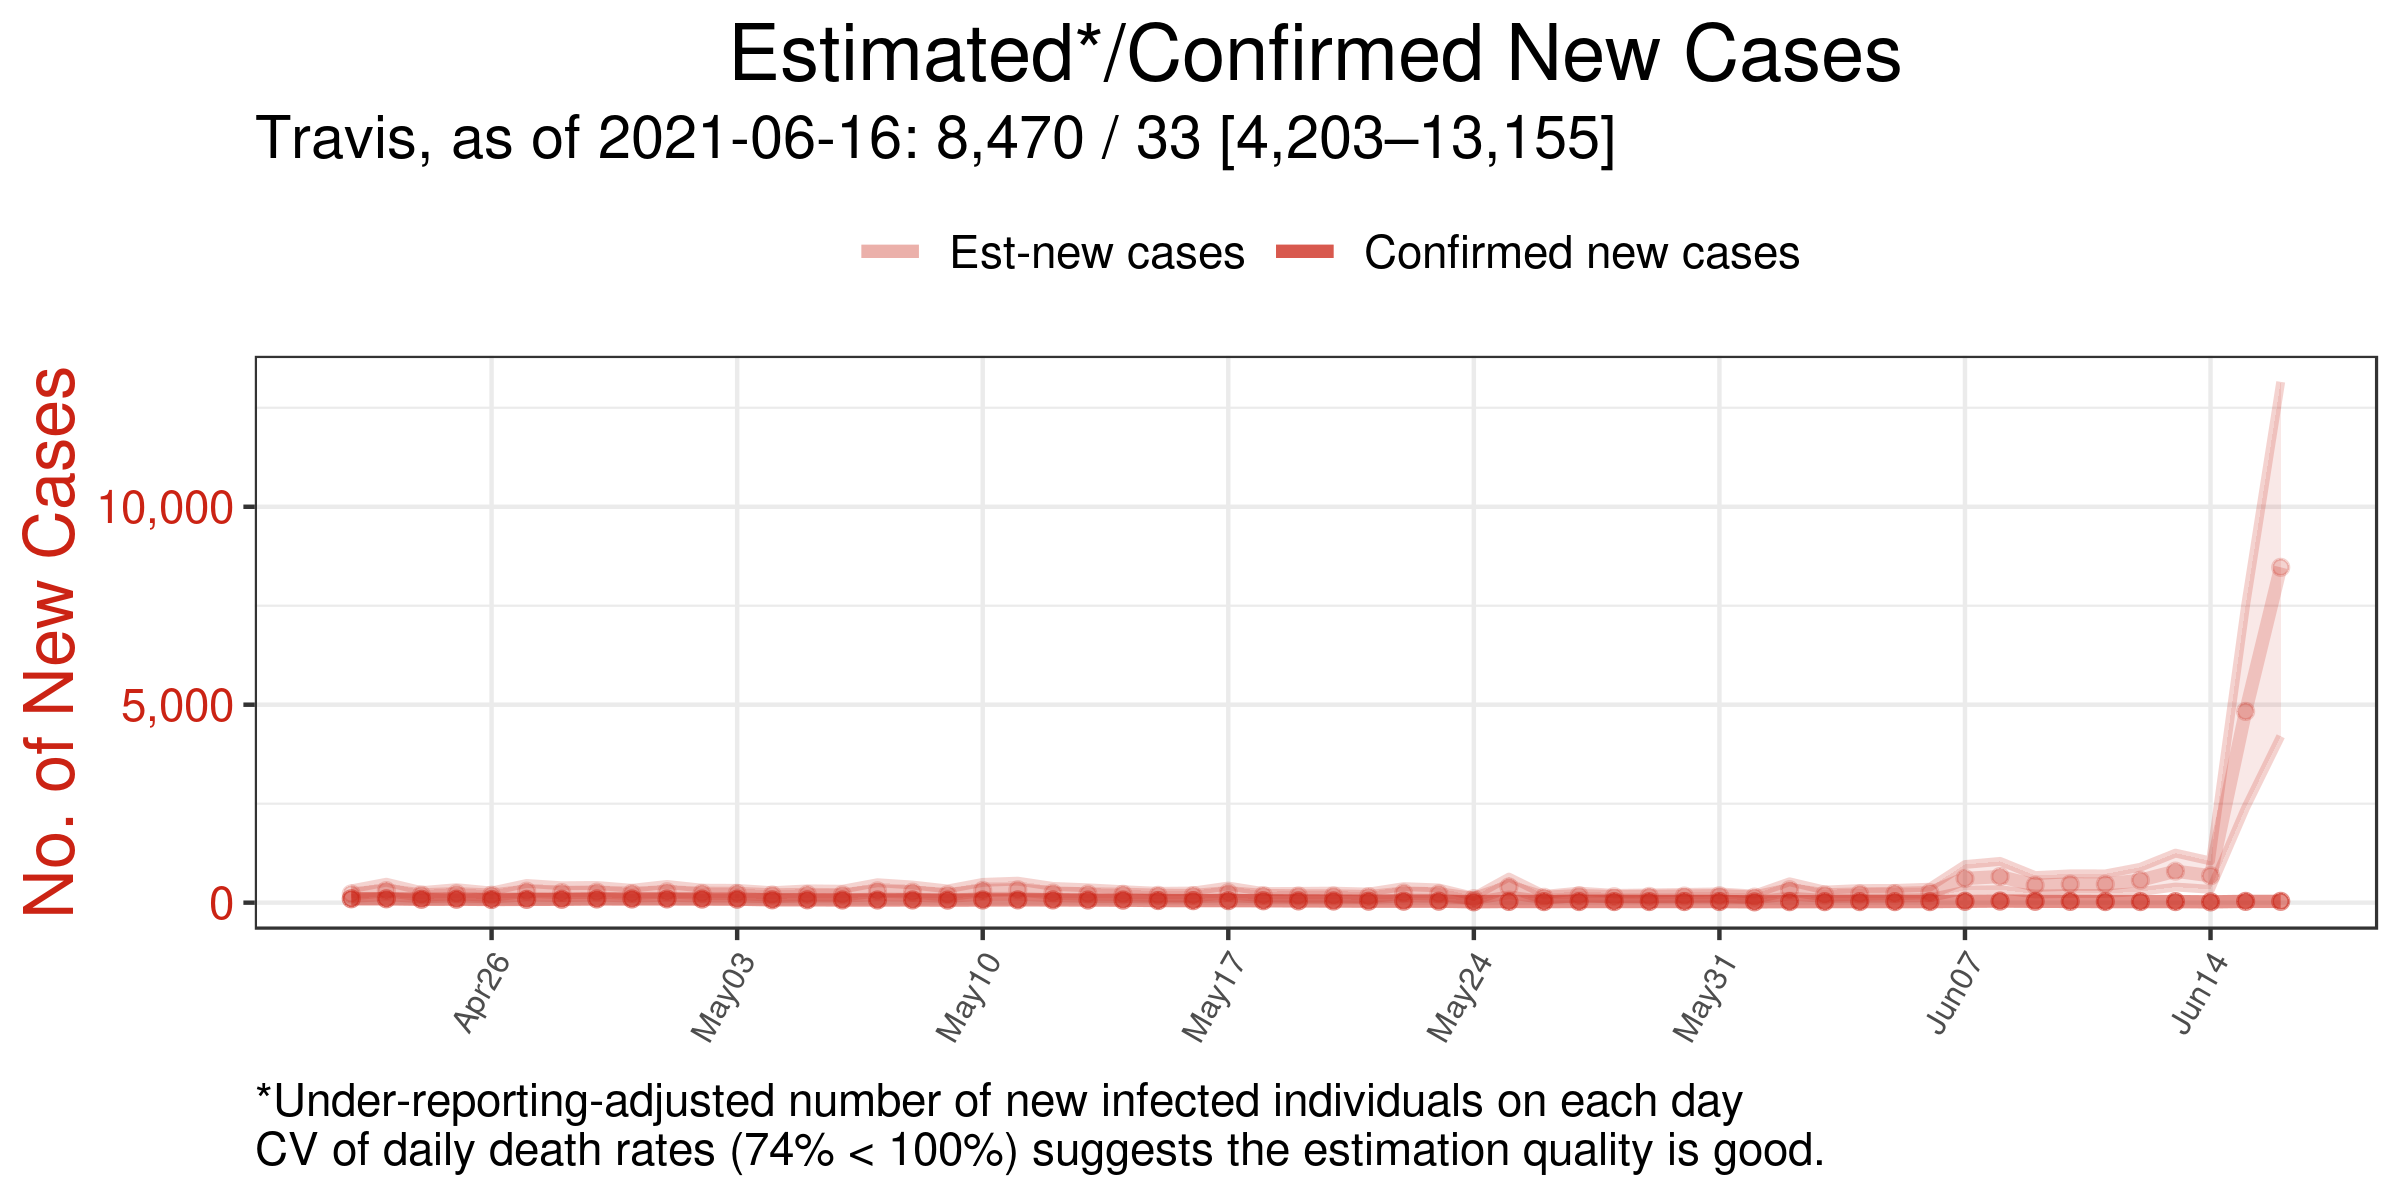 Estimated*/Confirmed New Cases
Travis, as of 2021-06-16: 8,470 / 33 [4,203–13,155]
Est-new cases
Confirmed new cases
No. of New Cases
10,000
5,000
0
Apr26
May03
May10
May17
May24
May31
Jun07
Jun14
*Under-reporting-adjusted number of new infected individuals on each day
CV of daily death rates (74% < 100%) suggests the estimation quality is good.